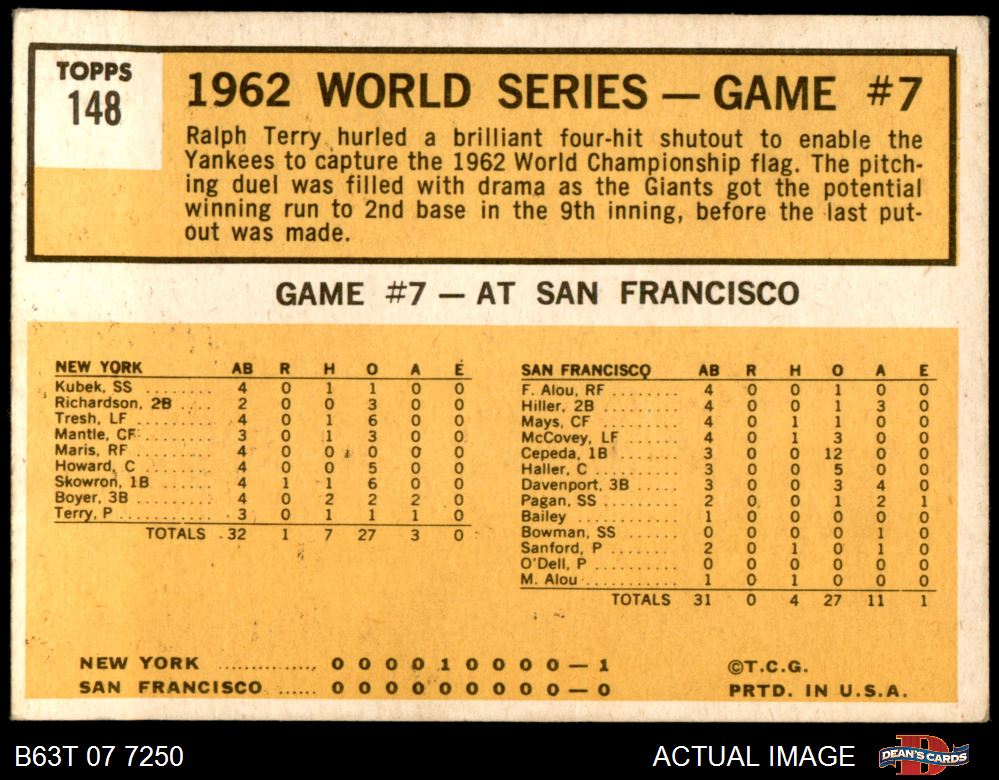 TOPPS
148
1962 WORLD SERIES — GAME #7
Ralph Terry hurled a brilliant four-hit shutout to enable the
Yankees to capture the 1962 World Championship flag. The pitch-
ing duel was filled with drama as the Giants got the potential
winning run to 2nd base in the 9th inning, before the last put-
out was made.
GAME #7 — AT SAN FRANCISCO
NEW YORK AB R H O A E
Kubek, SS ........ 4 0 1 1 0 0
Richardson, 2B .... 2 0 0 3 0 0
Tresh, LF ........ 4 0 1 6 0 0
Mantle, CF ........ 3 0 1 3 0 0
Maris, RF ........ 4 0 0 0 0 0
Howard, C ........ 4 0 0 5 0 0
Skowron, 1B ...... 4 1 1 6 0 0
Boyer, 3B ........ 4 0 2 2 2 0
Terry, P .......... 3 0 1 1 1 0
TOTALS 32 1 7 27 3 0
SAN FRANCISCO AB R H O A E
F. Alou, RF ........ 4 0 0 1 0 0
Hiller, 2B ........ 4 0 0 1 3 0
Mays, CF ........ 4 0 1 1 0 0
McCovey, LF ...... 4 0 1 3 0 0
Cepeda, 1B ........ 3 0 0 12 0 0
Haller, C .......... 3 0 0 5 0 0
Davenport, 3B ..... 3 0 0 3 4 0
Pagan, SS ........ 2 0 0 1 2 1
Bailey ............ 1 0 0 0 0 0
Bowman, SS ...... 0 0 0 0 1 0
Sanford, P ........ 2 0 1 0 1 0
O'Dell, P .......... 0 0 0 0 0 0
M. Alou ........... 1 0 1 0 0 0
TOTALS 31 0 4 27 11 1
NEW YORK .............. 0 0 0 0 1 0 0 0 0 — 1
SAN FRANCISCO ...... 0 0 0 0 0 0 0 0 0 — 0
©T.C.G.
PRTD. IN U.S.A.
B63T 07 7250
ACTUAL IMAGE
D
DEAN'S CARDS